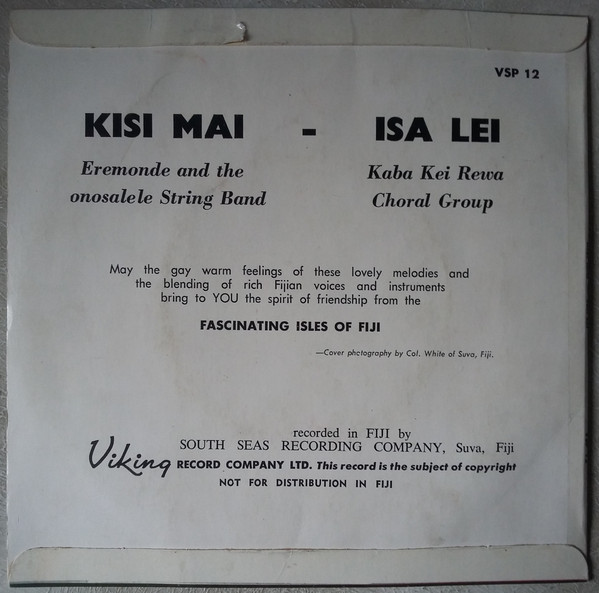 VSP 12
KISI MAI - ISA LEI
Eremonde and the
onosalele String Band
Kaba Kei Rewa
Choral Group
May the gay warm feelings of these lovely melodies and
the blending of rich Fijian voices and instruments
bring to YOU the spirit of friendship from the
FASCINATING ISLES OF FIJI
—Cover photography by Col. White of Suva, Fiji.
recorded in FIJI by
SOUTH SEAS RECORDING COMPANY, Suva, Fiji
Viking RECORD COMPANY LTD. This record is the subject of copyright
NOT FOR DISTRIBUTION IN FIJI